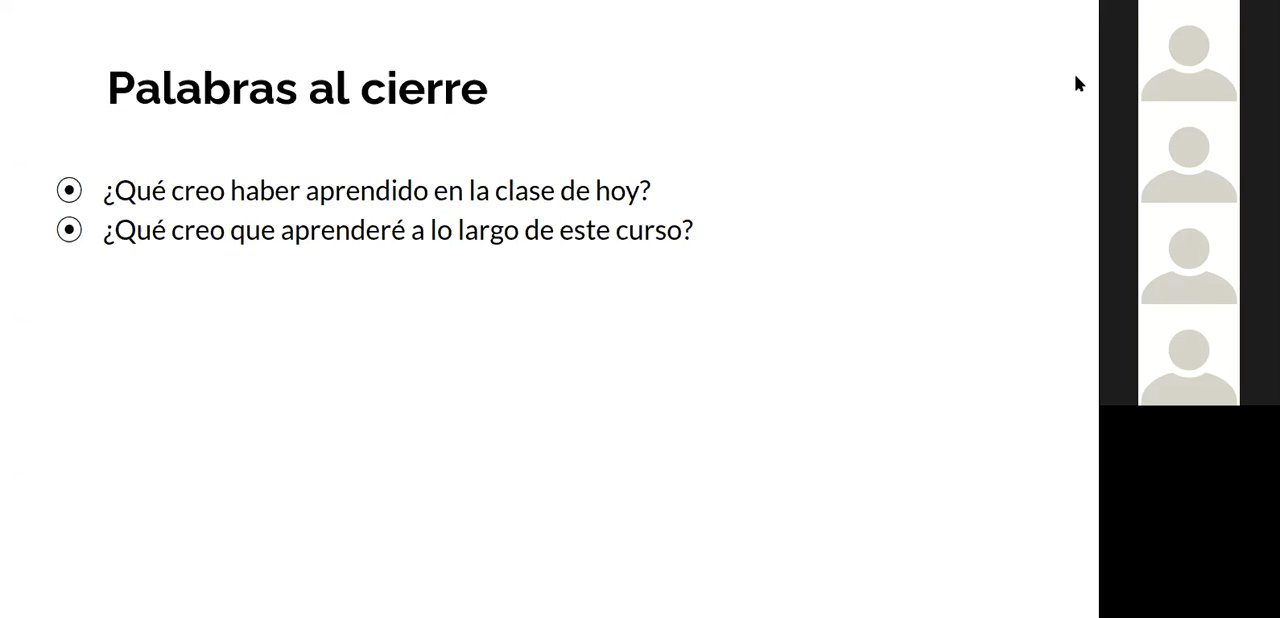 Palabras al cierre
¿Qué creo haber aprendido en la clase de hoy?
¿Qué creo que aprenderé a lo largo de este curso?